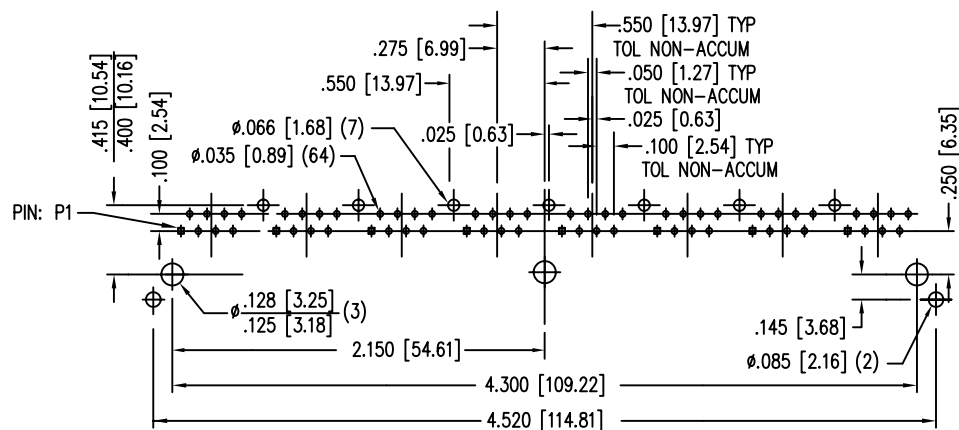 .550 [13.97] TYP
TOL NON-ACCUM
.275 [6.99]
.050 [1.27] TYP
TOL NON-ACCUM
.550 [13.97]
.025 [0.63]
.025 [0.63]
.100 [2.54] TYP
TOL NON-ACCUM
ø.066 [1.68] (7)
ø.035 [0.89] (64)
.415 [10.54]
.400 [10.16]
.100 [2.54]
.250 [6.35]
PIN: P1
ø.128 [3.25]
.125 [3.18] (3)
.145 [3.68]
2.150 [54.61]
ø.085 [2.16] (2)
4.300 [109.22]
4.520 [114.81]